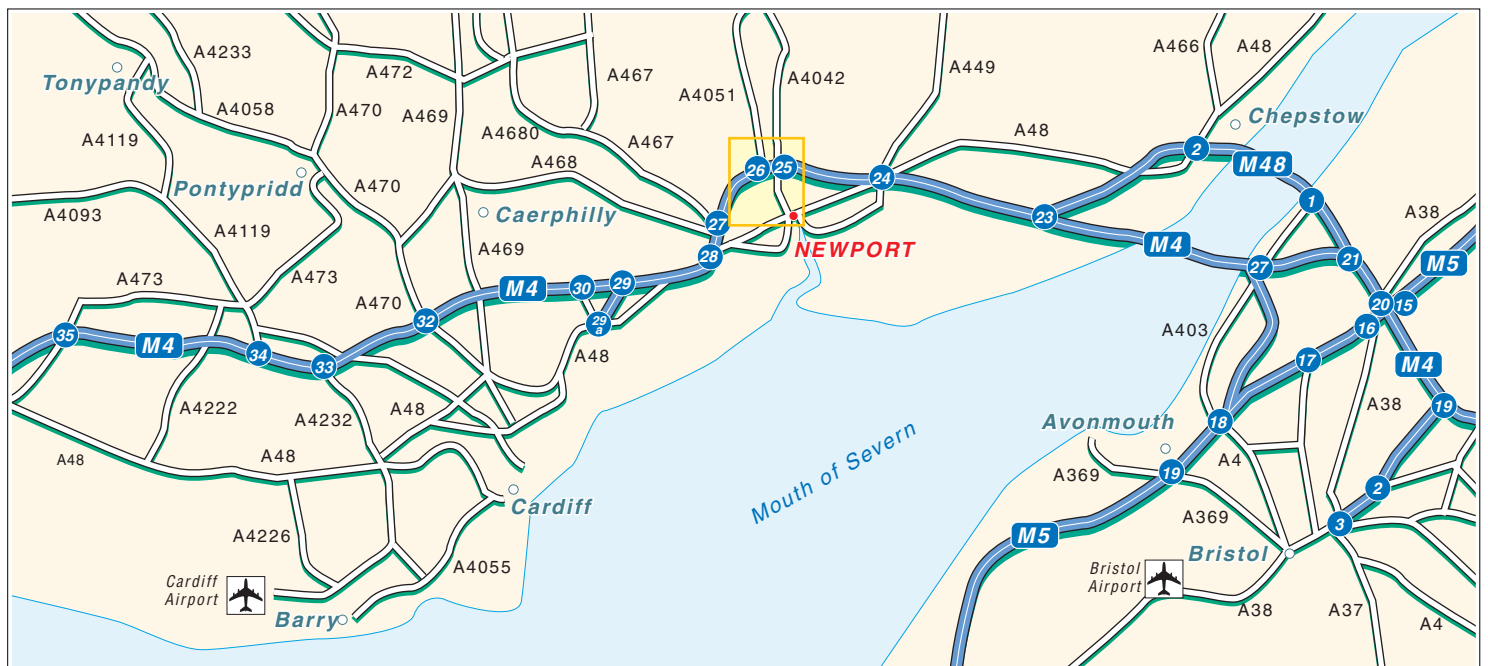 A4233
A472
A467
A4051
A4042
A449
A466
A48
Tonypandy
A4058
A470
A469
A4680
A467
A48
Chepstow
A4119
A468
26
25
2
M48
Pontypridd
A470
24
1
A4093
A4119
Caerphilly
27
23
A38
A469
NEWPORT
M4
28
27
21
M5
A473
A473
M4
30
29
20
15
A470
32
29
a
A403
16
35
M4
34
33
A48
17
M4
A4222
A4232
A48
A38
19
Avonmouth
18
A48
A48
Mouth of Severn
A4
19
A369
2
Cardiff
A369
3
A4226
M5
Bristol
Cardiff
Airport
A4055
Bristol
Airport
Barry
A38
A37
A4